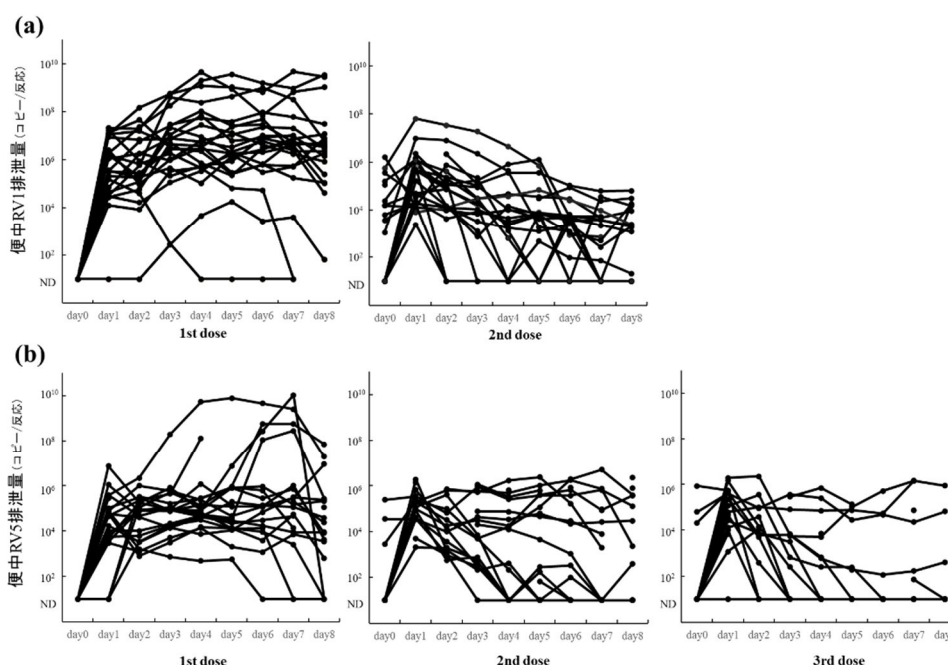 (a)
便中RV1排泄量(コピー/反応)
10¹⁰
10⁸
10⁶
10⁴
10²
ND
day0 day1 day2 day3 day4 day5 day6 day7 day8
1st dose
10¹⁰
10⁸
10⁶
10⁴
10²
ND
day0 day1 day2 day3 day4 day5 day6 day7 day8
2nd dose
(b)
便中RV5排泄量(コピー/反応)
10¹⁰
10⁸
10⁶
10⁴
10²
ND
day0 day1 day2 day3 day4 day5 day6 day7 day8
1st dose
10¹⁰
10⁸
10⁶
10⁴
10²
ND
day0 day1 day2 day3 day4 day5 day6 day7 day8
2nd dose
10¹⁰
10⁸
10⁶
10⁴
10²
ND
day0 day1 day2 day3 day4 day5 day6 day7 day
3rd dose